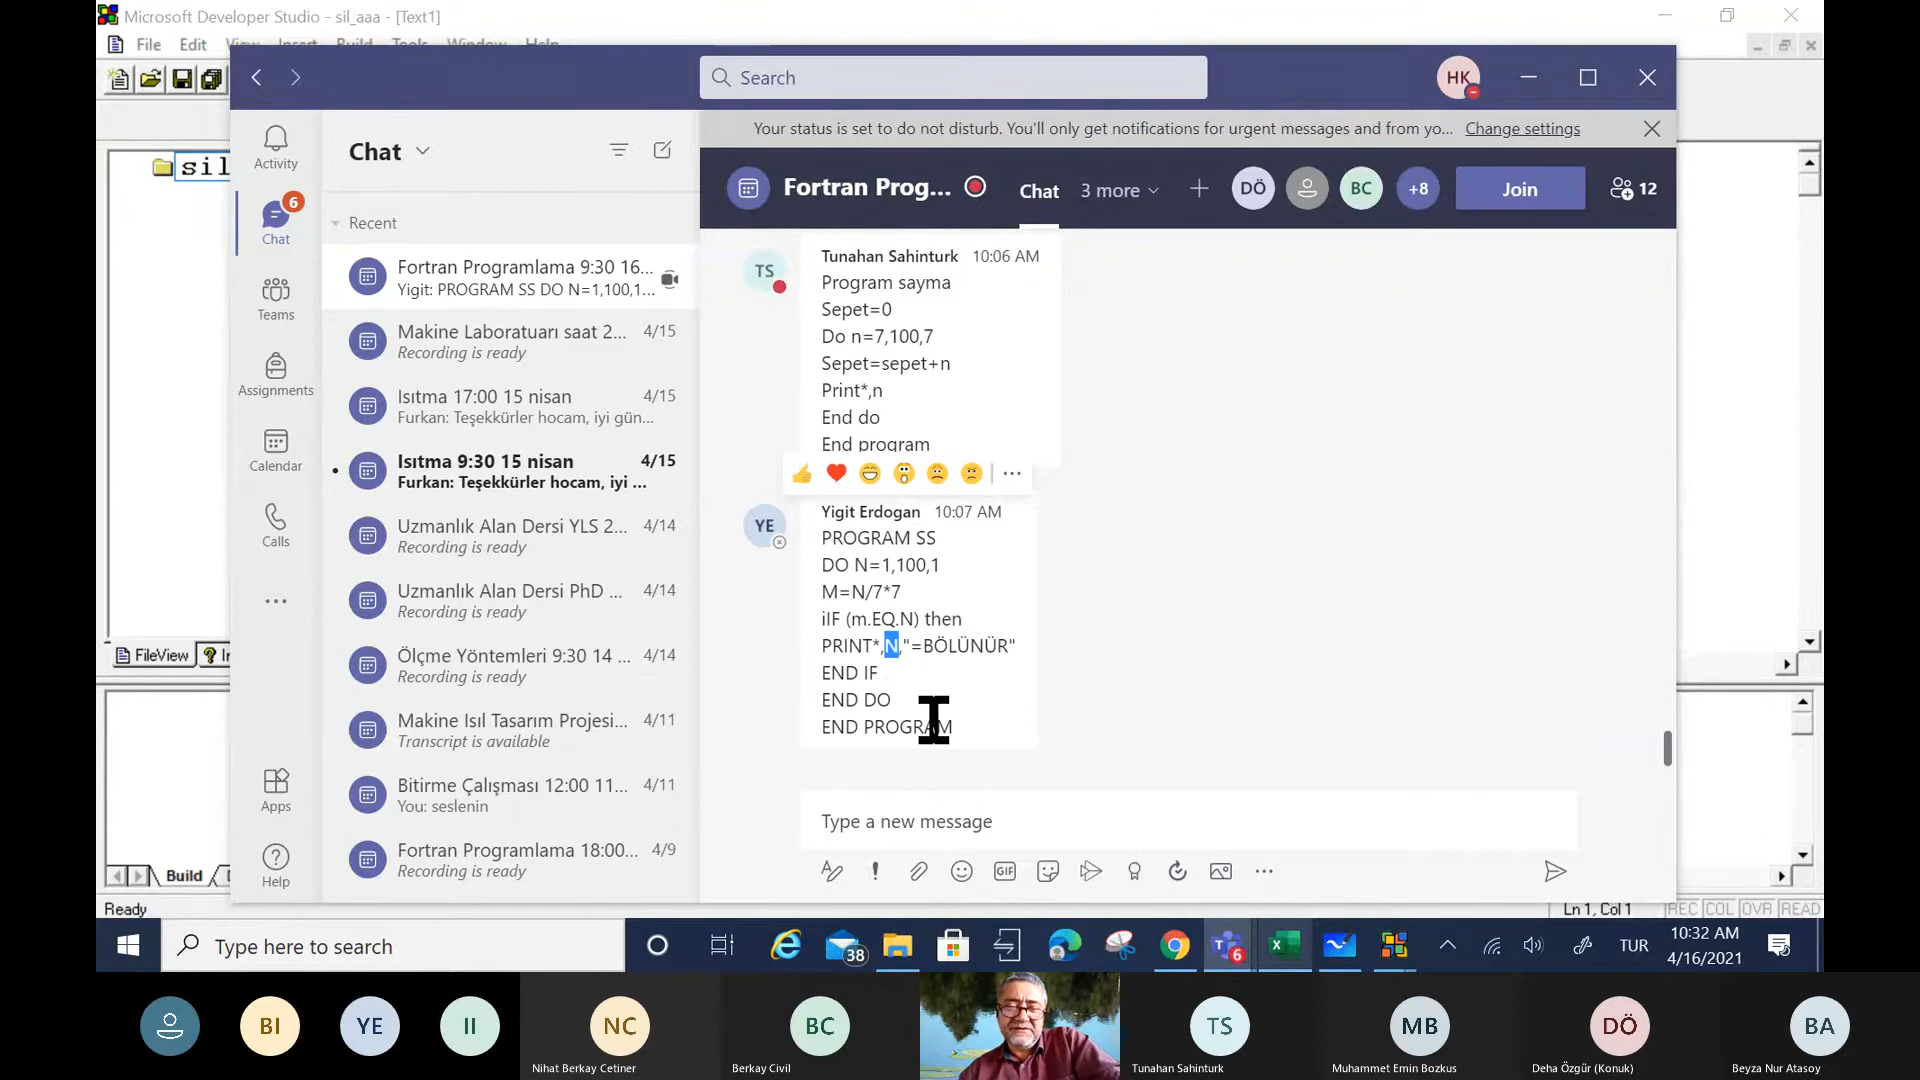 Microsoft Developer Studio - sil_aaa - [Text1]
File Edit View Insert Build Tools Window Help
Search
HK
Your status is set to do not disturb. You'll only get notifications for urgent messages and from yo... Change settings
Activity
6
Chat
Teams
Assignments
Calendar
Calls
Apps
Help
Chat
Recent
Fortran Programlama 9:30 16...
Yigit: PROGRAM SS DO N=1,100,1...
Makine Laboratuarı saat 2... 4/15
Recording is ready
Isıtma 17:00 15 nisan 4/15
Furkan: Teşekkürler hocam, iyi gün...
Isıtma 9:30 15 nisan 4/15
Furkan: Teşekkürler hocam, iyi ...
Uzmanlık Alan Dersi YLS 2... 4/14
Recording is ready
Uzmanlık Alan Dersi PhD ... 4/14
Recording is ready
Ölçme Yöntemleri 9:30 14 ... 4/14
Recording is ready
Makine Isıl Tasarım Projesi... 4/11
Transcript is available
Bitirme Çalışması 12:00 11... 4/11
You: seslenin
Fortran Programlama 18:00... 4/9
Recording is ready
Fortran Prog... Chat 3 more DÖ BC +8 Join 12
TS
Tunahan Sahinturk 10:06 AM
Program sayma
Sepet=0
Do n=7,100,7
Sepet=sepet+n
Print*,n
End do
End program
YE
Yigit Erdogan 10:07 AM
PROGRAM SS
DO N=1,100,1
M=N/7*7
iIF (m.EQ.N) then
PRINT*,N,"=BÖLÜNÜR"
END IF
END DO
END PROGRAM
Type a new message
GIF
sil
FileView
Build
Ready
Ln 1, Col 1 REC COL OVR READ
Type here to search
38
6
TUR
10:32 AM
4/16/2021
BI
YE
II
NC
Nihat Berkay Cetiner
BC
Berkay Civil
TS
Tunahan Sahinturk
MB
Muhammet Emin Bozkus
DÖ
Deha Özgür (Konuk)
BA
Beyza Nur Atasoy